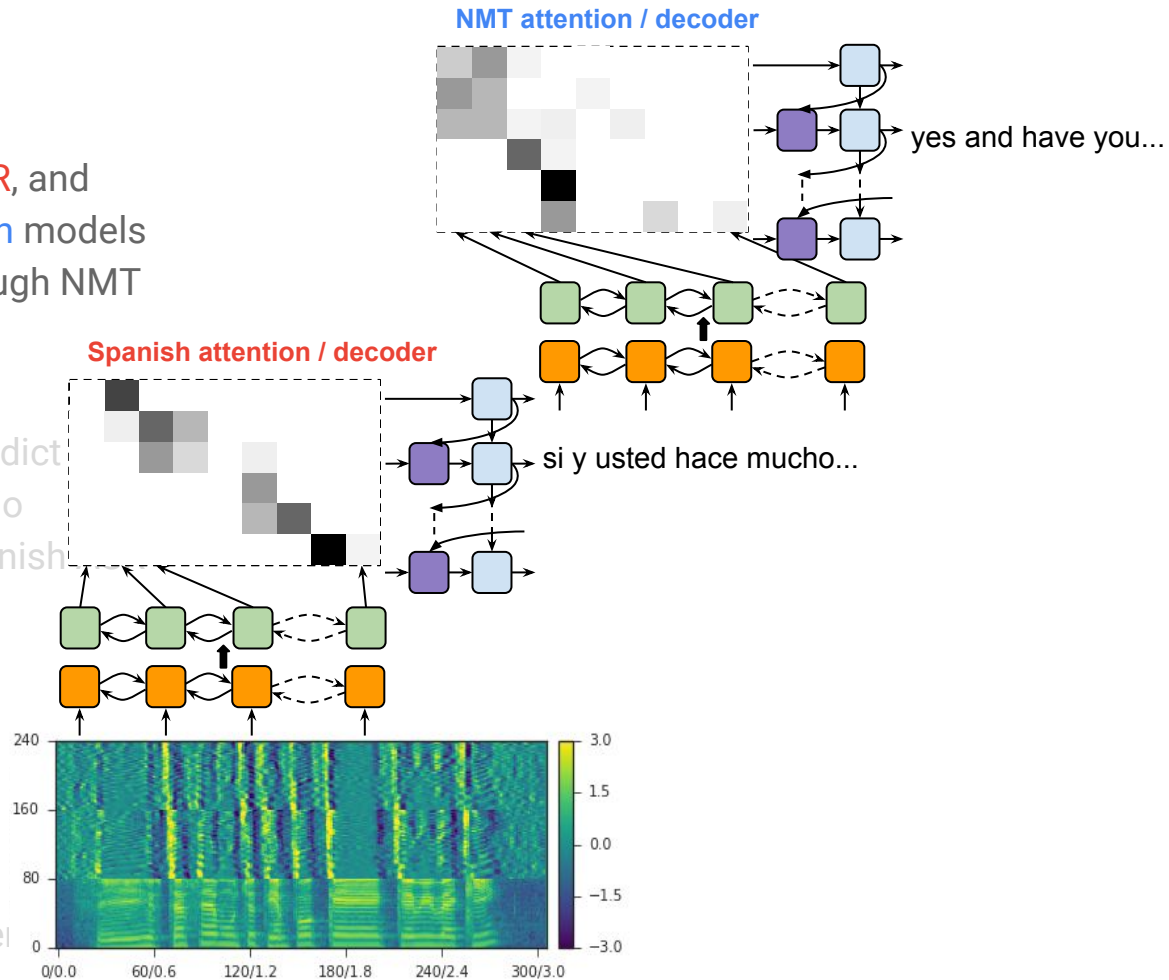 NMT attention / decoder
R, and
yes and have you...
n models
ugh NMT
Spanish attention / decoder
dict
si y usted hace mucho...
o
nish
240
3.0
160
1.5
0.0
80
−1.5
0
−3.0
0/0.0 60/0.6 120/1.2 180/1.8 240/2.4 300/3.0